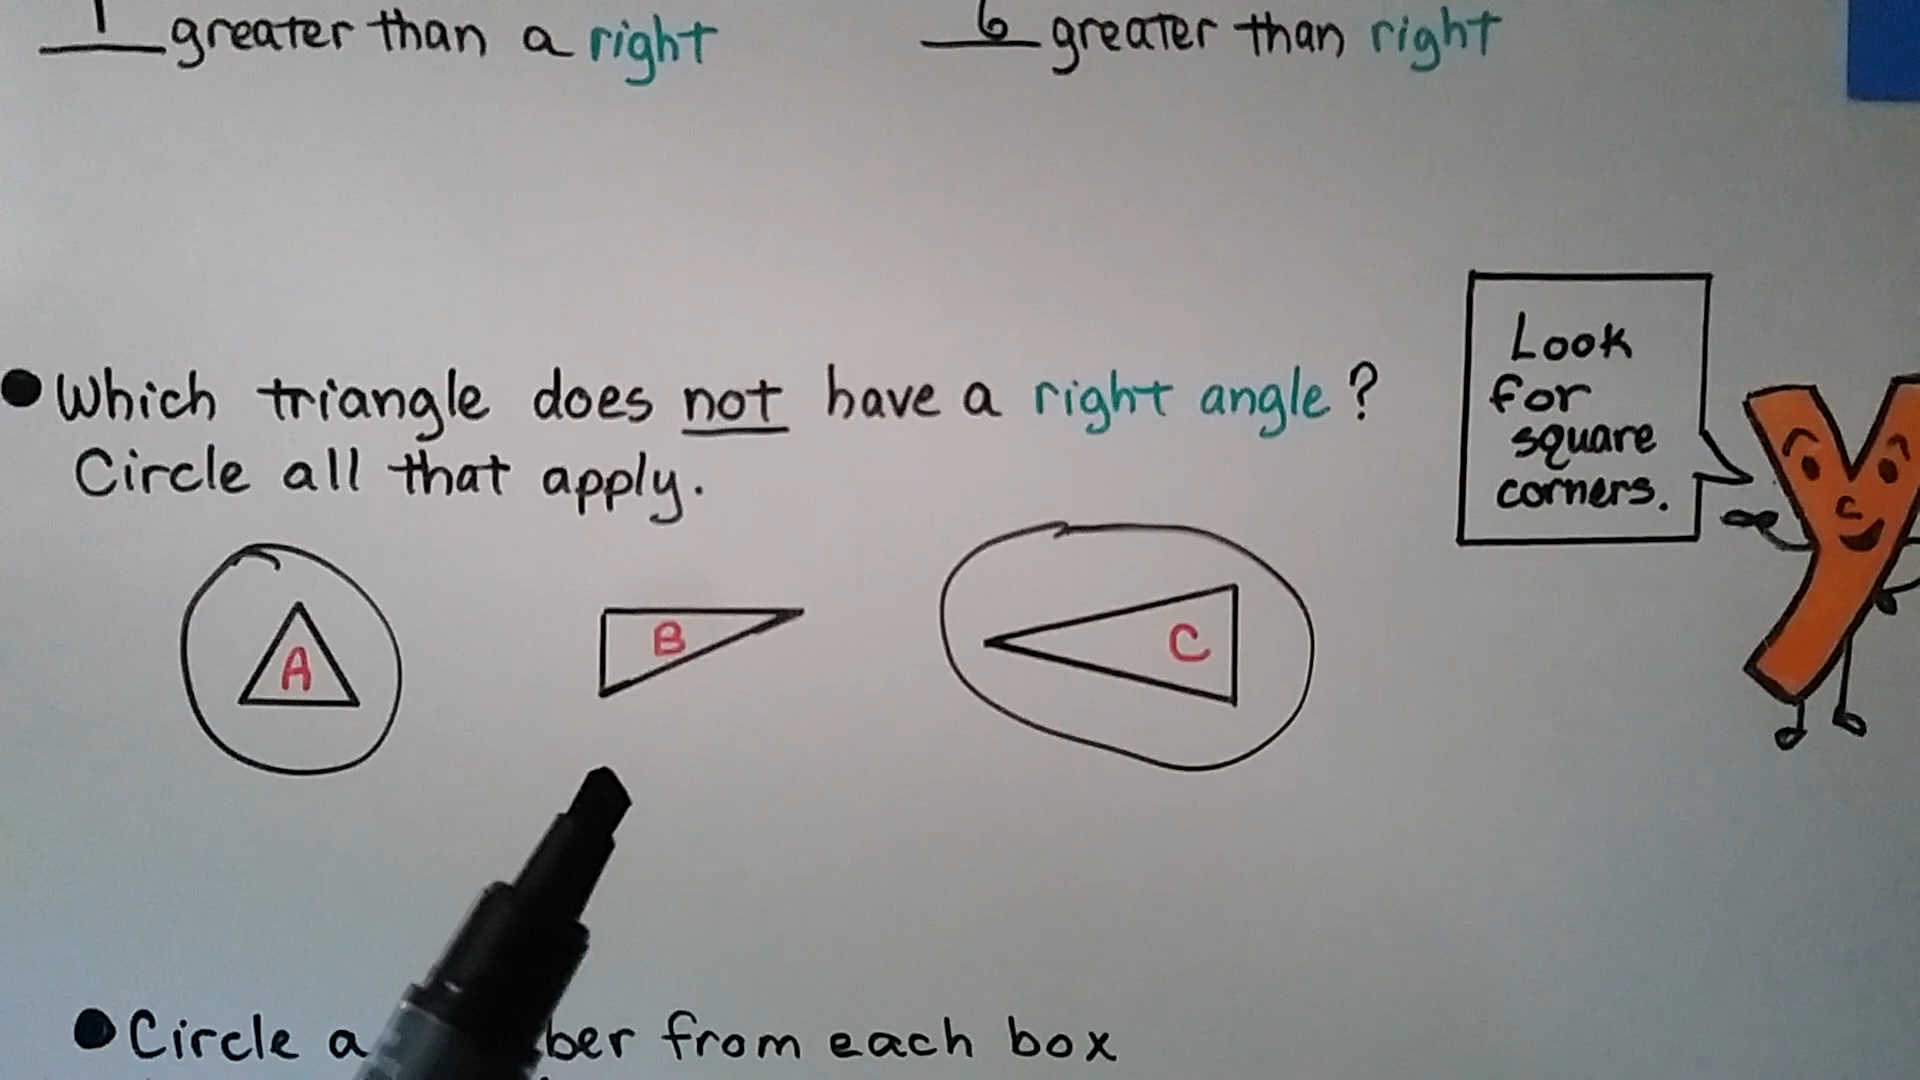 1 greater than a right
6 greater than right
Which triangle does not have a right angle?
Circle all that apply.
Look
for
square
corners.
A
B
C
Circle a
from each box